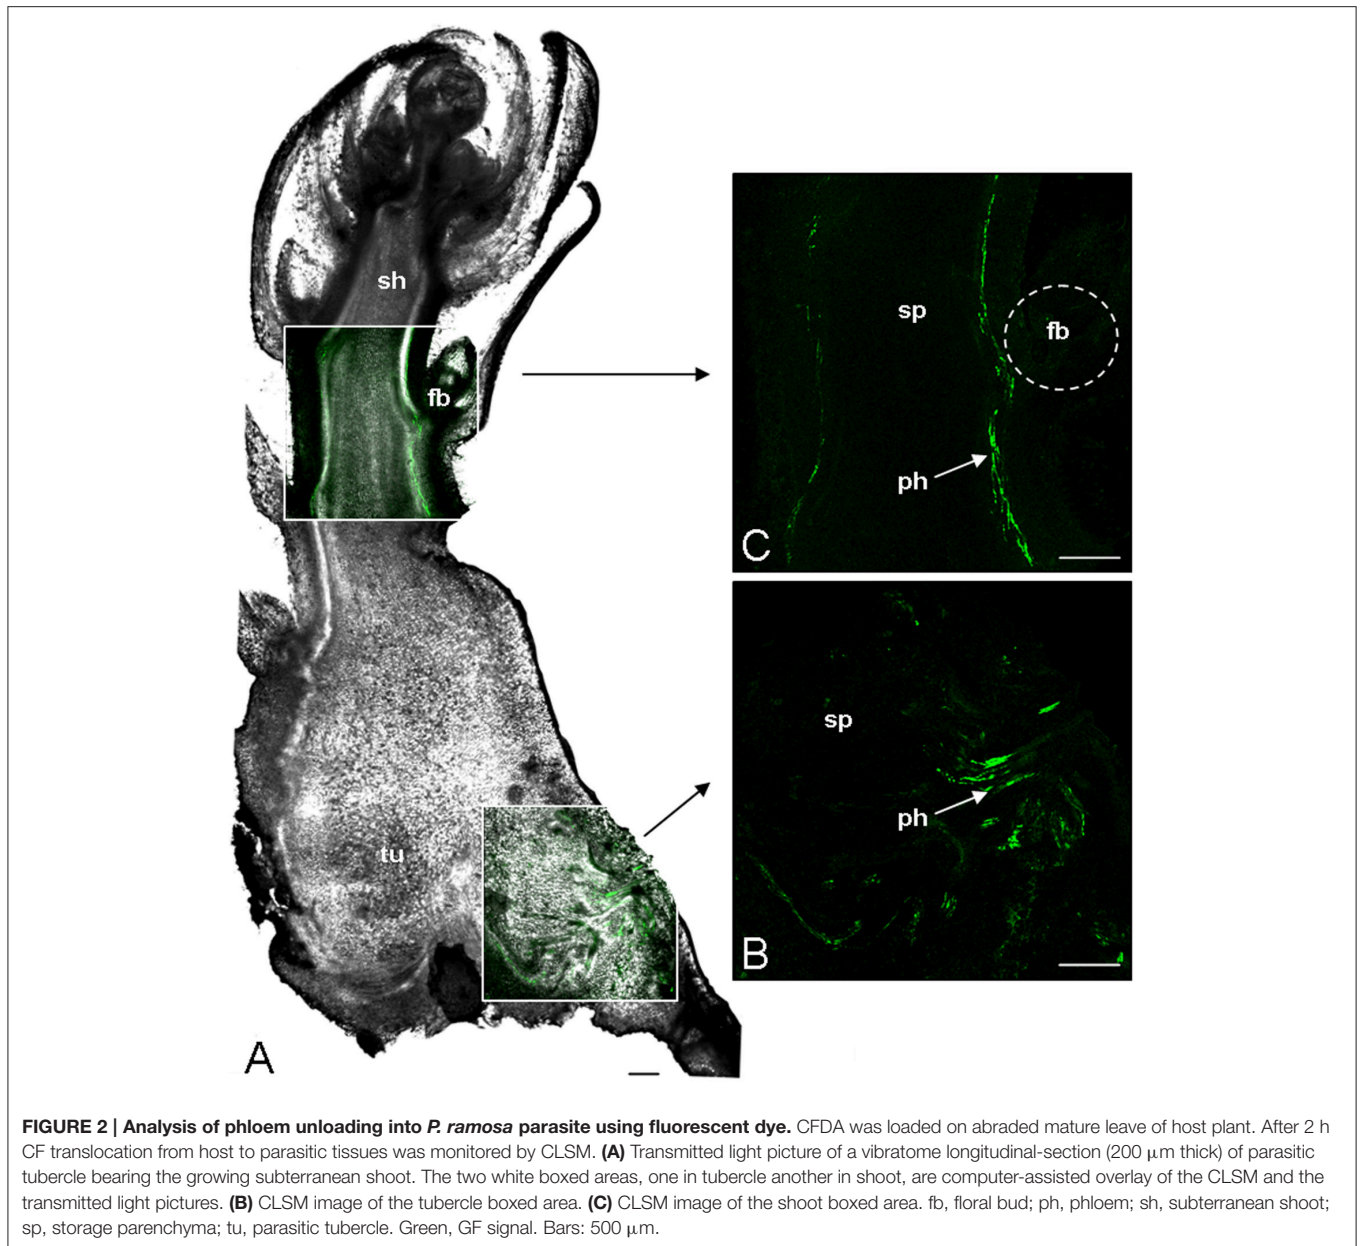 sh
fb
tu
A
sp
fb
ph
C
sp
ph
B
FIGURE 2 | Analysis of phloem unloading into P. ramosa parasite using fluorescent dye. CFDA was loaded on abraded mature leave of host plant. After 2 h
CF translocation from host to parasitic tissues was monitored by CLSM. (A) Transmitted light picture of a vibratome longitudinal-section (200 μm thick) of parasitic
tubercle bearing the growing subterranean shoot. The two white boxed areas, one in tubercle another in shoot, are computer-assisted overlay of the CLSM and the
transmitted light pictures. (B) CLSM image of the tubercle boxed area. (C) CLSM image of the shoot boxed area. fb, floral bud; ph, phloem; sh, subterranean shoot;
sp, storage parenchyma; tu, parasitic tubercle. Green, GF signal. Bars: 500 μm.